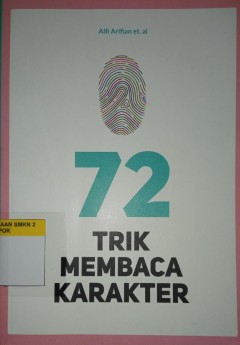 Alfi Arifian et. al
72
TRIK
MEMBACA
KARAKTER
AAN SMKN 2
POK